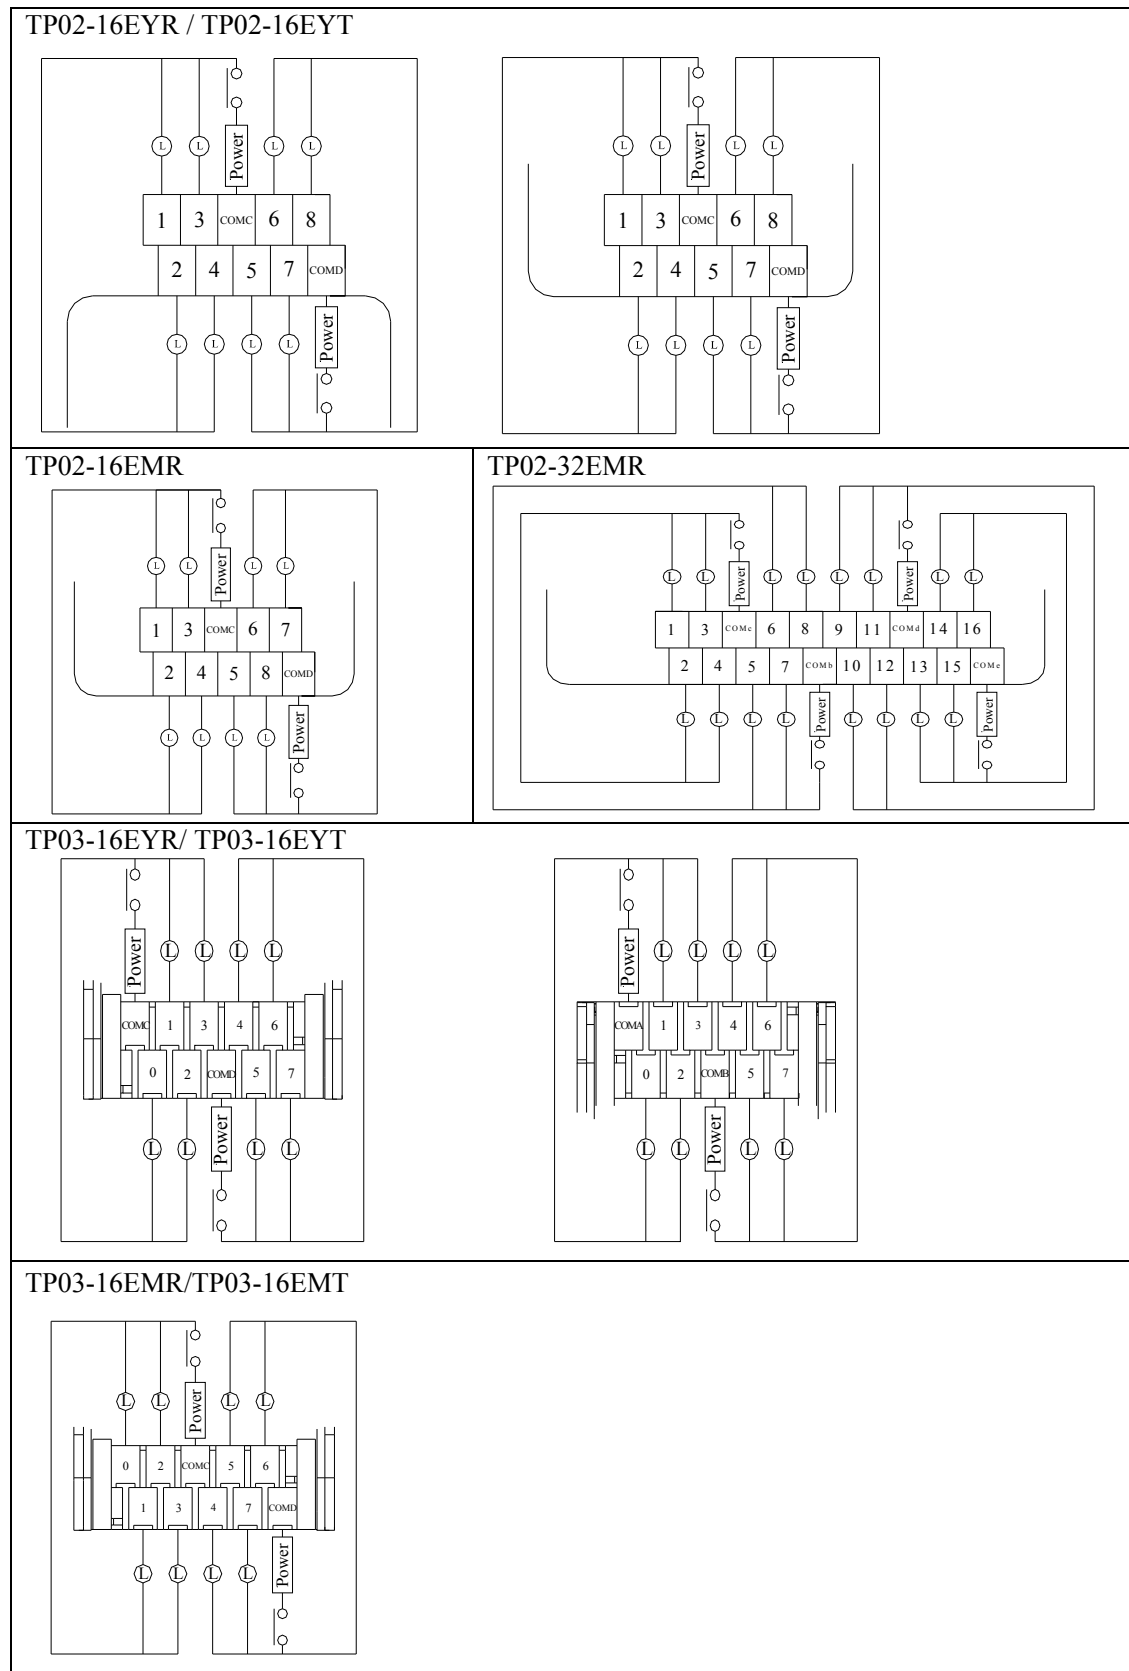 TP02-16EYR / TP02-16EYT
L L Power L L
1 3 COMC 6 8
2 4 5 7 COMD
L L L L Power
L L Power L L
1 3 COMC 6 8
2 4 5 7 COMD
L L L L Power
TP02-16EMR
L L Power L L
1 3 COMC 6 7
2 4 5 8 COMD
L L L L Power
TP02-32EMR
L L Power L L L L Power L L
1 3 COMc 6 8 9 11 COMd 14 16
2 4 5 7 COMb 10 12 13 15 COMe
L L L L Power L L L L Power
TP03-16EYR/ TP03-16EYT
Power L L L L
COMC 1 3 4 6
0 2 COMD 5 7
L L Power L L
Power L L L L
COMA 1 3 4 6
0 2 COMB 5 7
L L Power L L
TP03-16EMR/TP03-16EMT
L L Power L L
0 2 COMC 5 6
1 3 4 7 COMD
L L L L Power